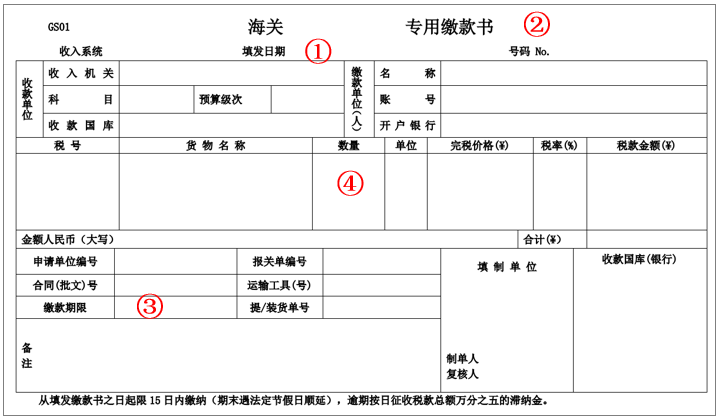 GS01 海关 专用缴款书 ②
收入系统 填发日期 ① 号码 No.
收款单位 收入机关 缴款单位(人) 名称
科目 预算级次 账号
收款国库 开户银行
税号 货物名称 数量 单位 完税价格(¥) 税率(%) 税款金额(¥)
④
金额人民币（大写） 合计(¥)
申请单位编号 报关单编号 填制单位 收款国库(银行)
合同(批文)号 运输工具(号)
缴款期限 ③ 提/装货单号
备注
制单人
复核人
从填发缴款书之日起限15日内缴纳（期末遇法定节假日顺延），逾期按日征收税款总额万分之五的滞纳金。